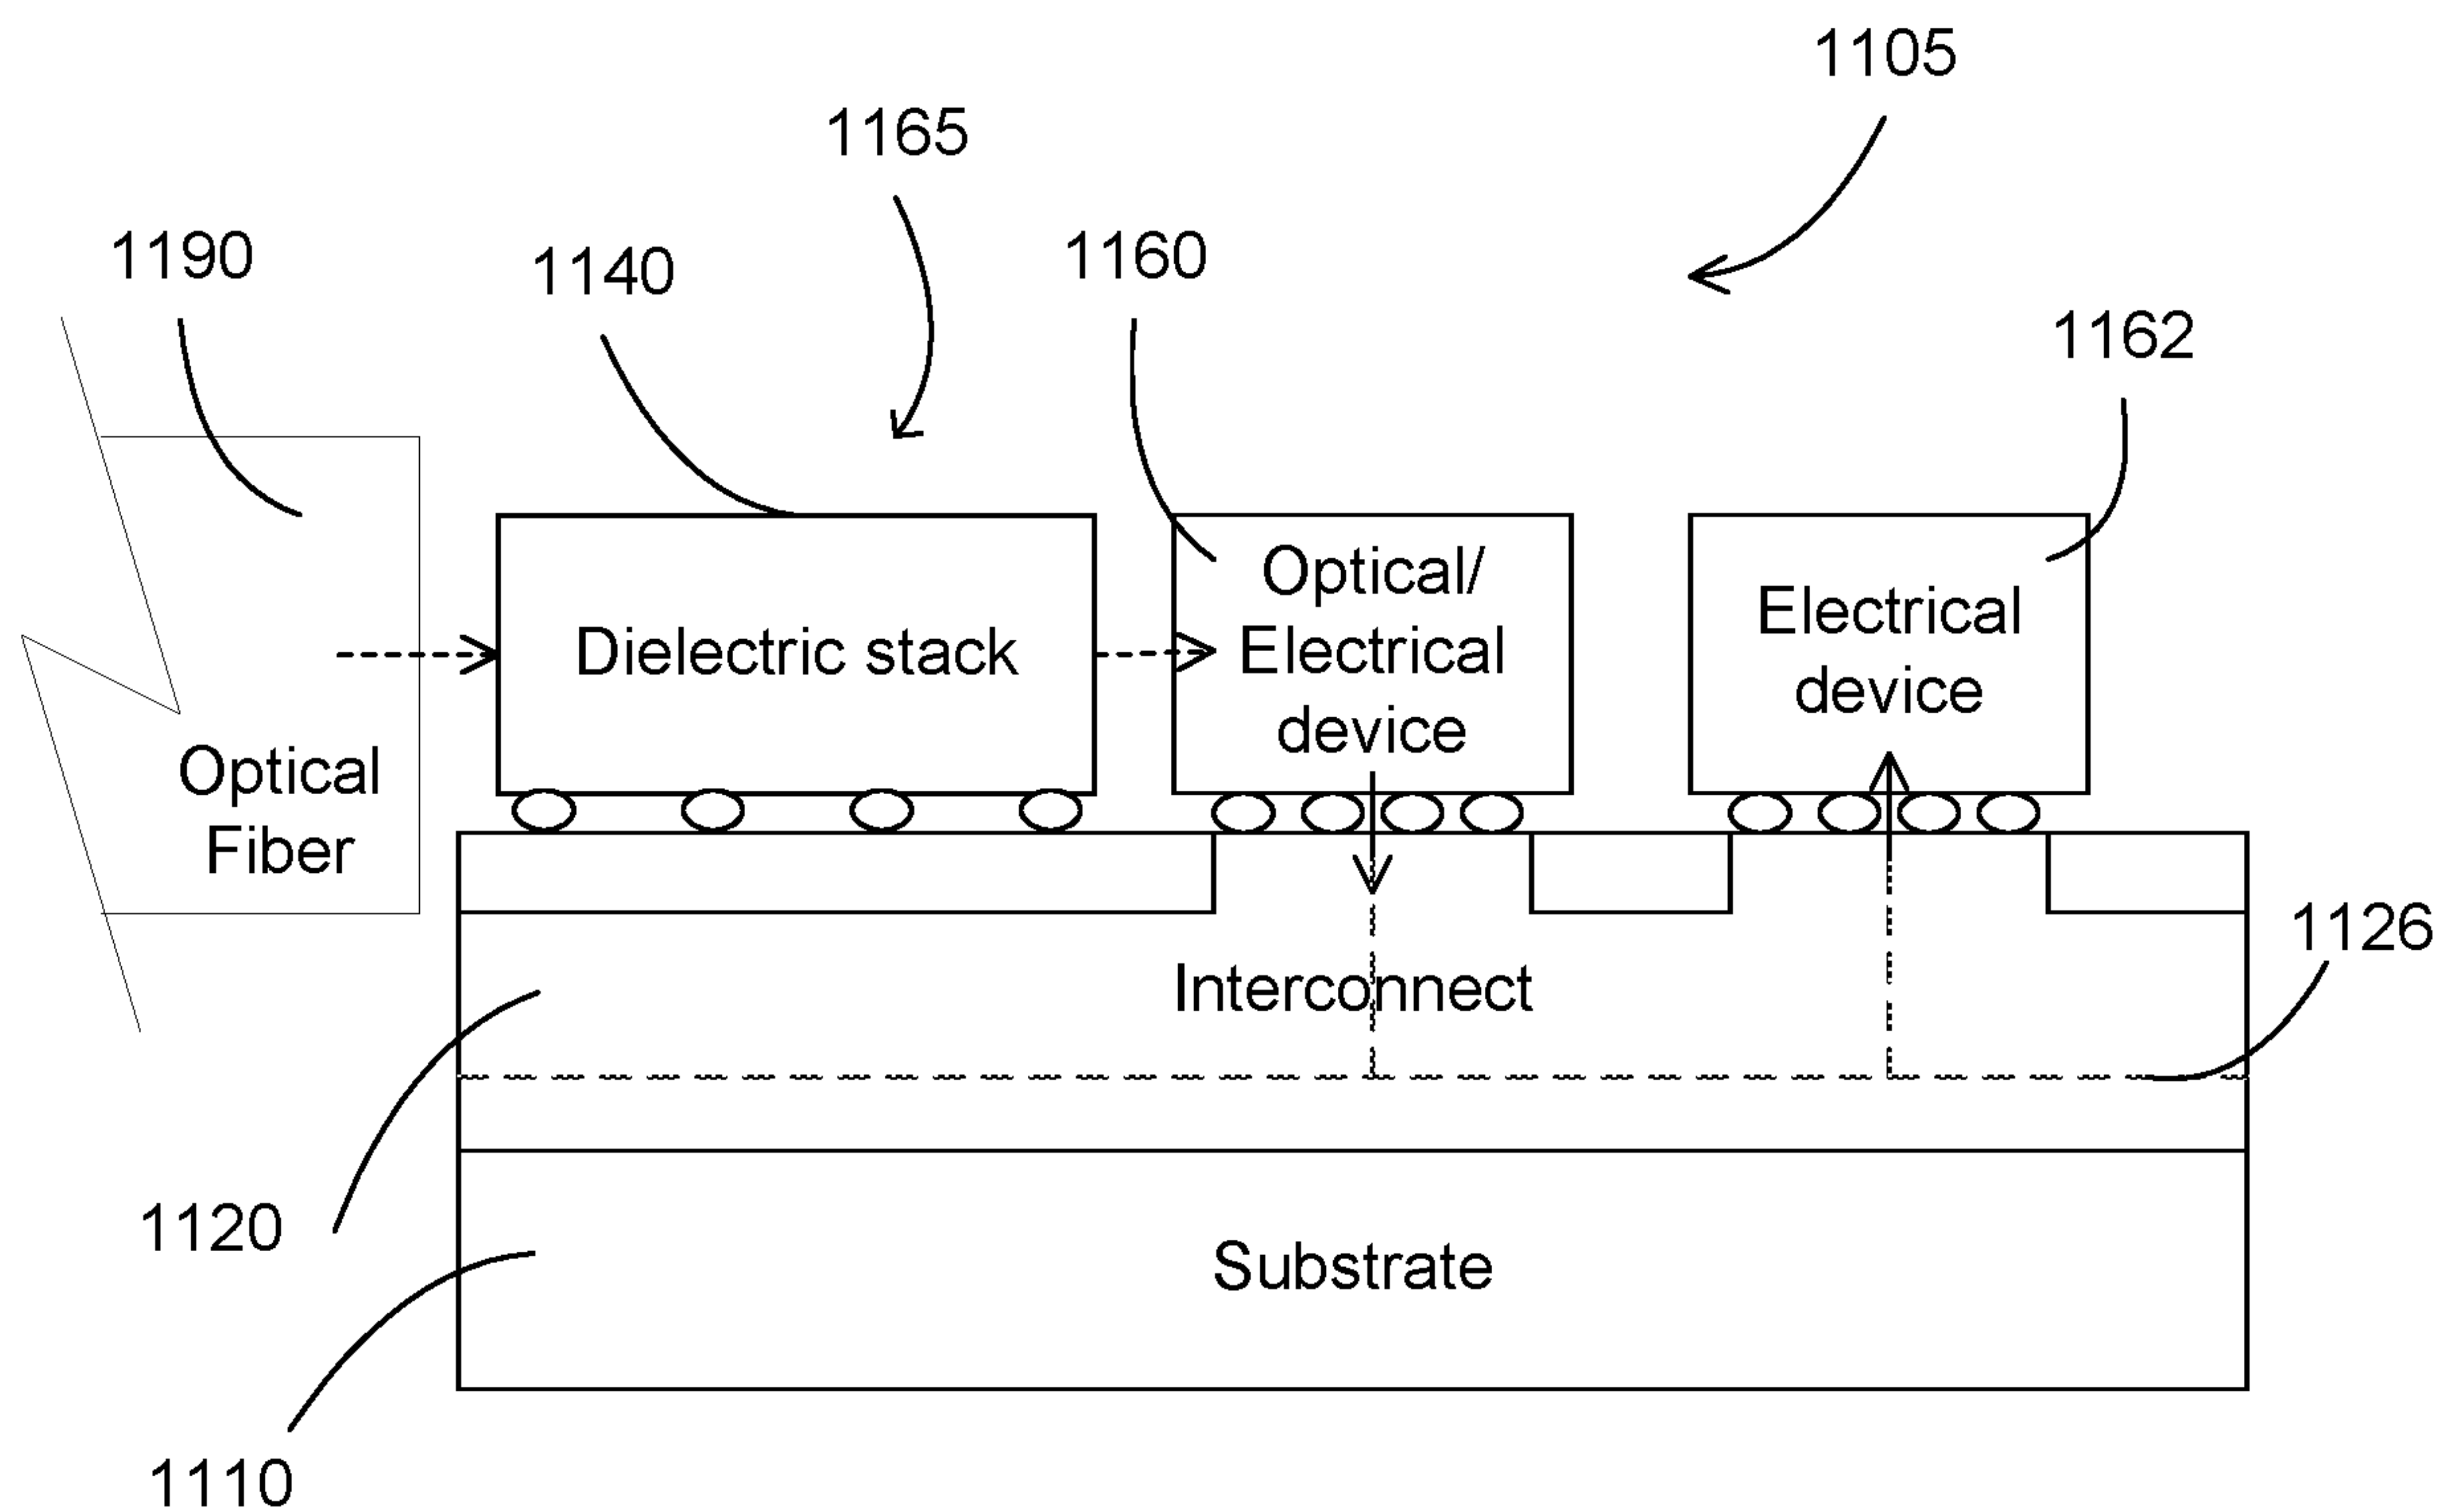 1105
1165
1190
1140
1160
1162
Optical/
Electrical
device
Electrical
device
Dielectric stack
Optical
Fiber
1126
Interconnect
1120
Substrate
1110